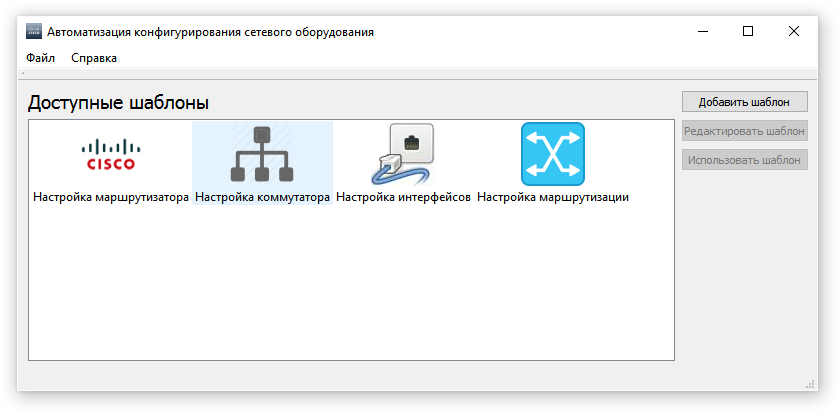 Автоматизация конфигурирования сетевого оборудования
Файл Справка
Доступные шаблоны
Добавить шаблон
Редактировать шаблон
Использовать шаблон
CISCO
Настройка маршрутизатора Настройка коммутатора Настройка интерфейсов Настройка маршрутизации